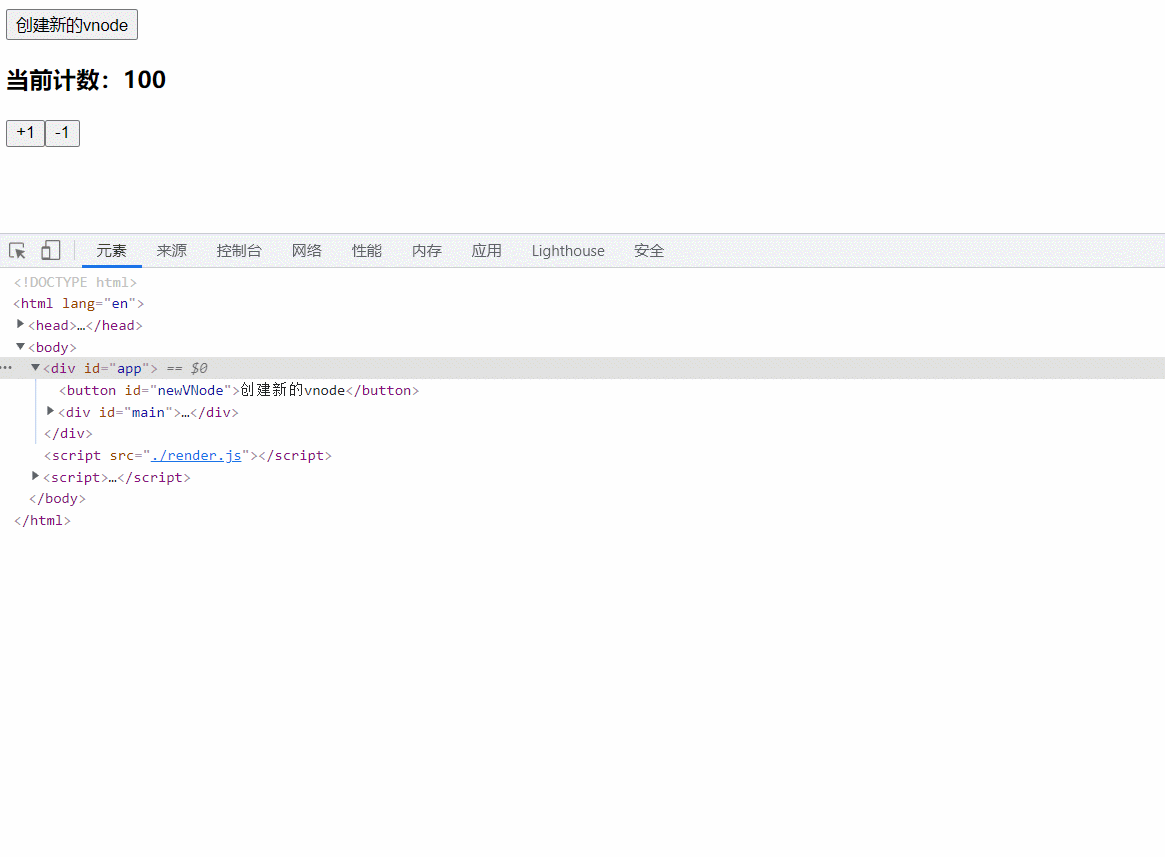 创建新的vnode
当前计数：100
+1 -1
元素 来源 控制台 网络 性能 内存 应用 Lighthouse 安全
<!DOCTYPE html>
<html lang="en">
<head>…</head>
<body>
<div id="app"> == $0
<button id="newVNode">创建新的vnode</button>
<div id="main">…</div>
</div>
<script src="./render.js"></script>
<script>…</script>
</body>
</html>